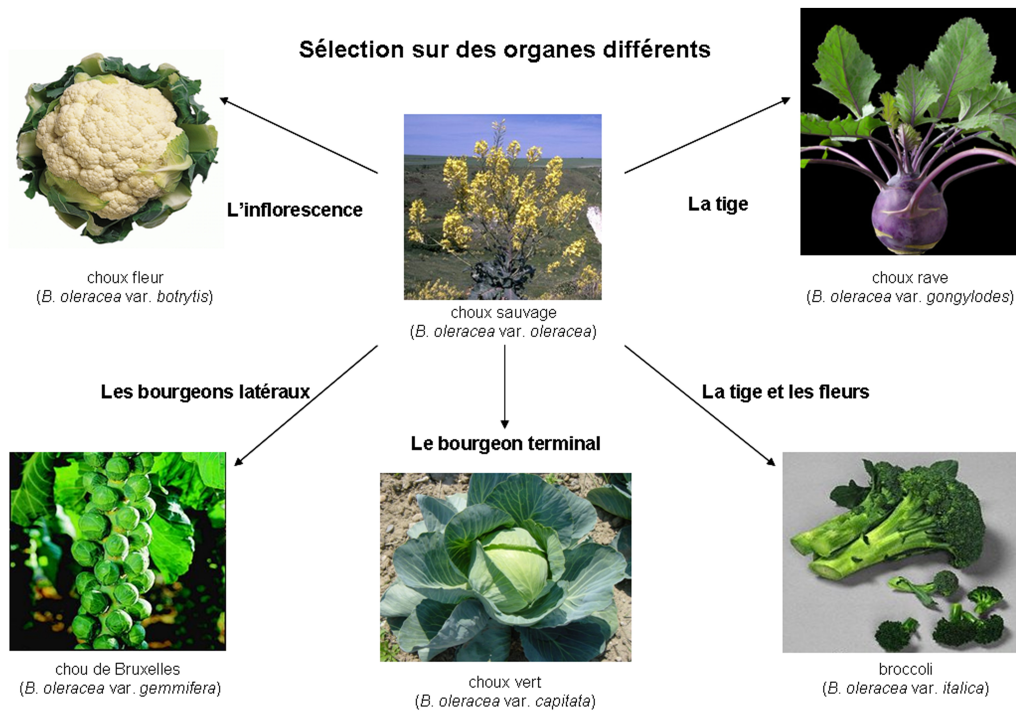 Sélection sur des organes différents
L'inflorescence
La tige
choux fleur
(B. oleracea var. botrytis)
choux sauvage
(B. oleracea var. oleracea)
choux rave
(B. oleracea var. gongylodes)
Les bourgeons latéraux
La tige et les fleurs
Le bourgeon terminal
chou de Bruxelles
(B. oleracea var. gemmifera)
choux vert
(B. oleracea var. capitata)
broccoli
(B. oleracea var. italica)